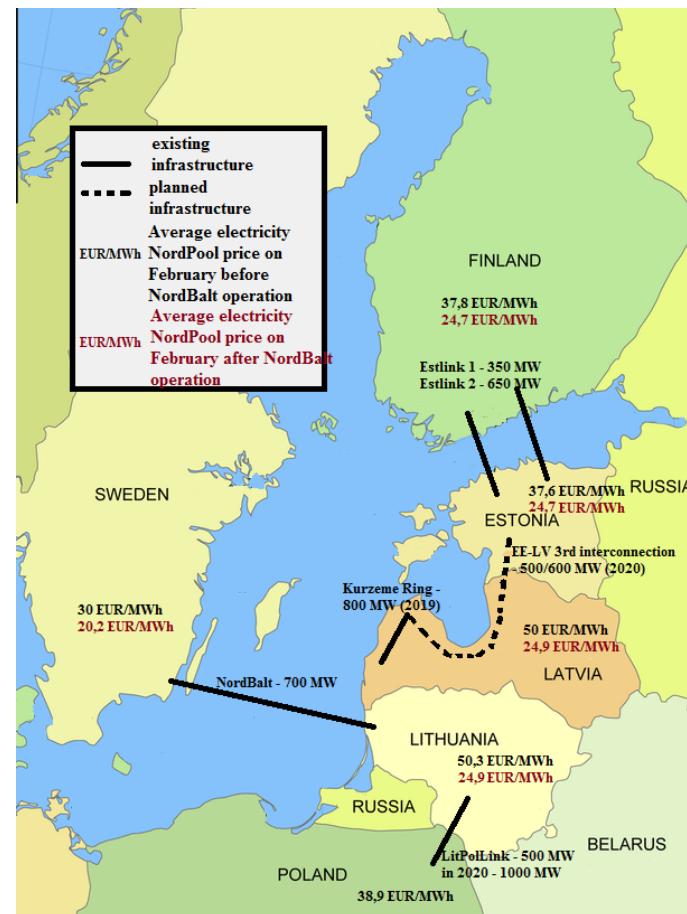 existing
infrastructure
planned
infrastructure
Average electricity
EUR/MWh NordPool price on
February before
NordBalt operation
Average electricity
EUR/MWh NordPool price on
February after NordBalt
operation
FINLAND
37,8 EUR/MWh
24,7 EUR/MWh
Estlink 1 - 350 MW
Estlink 2 - 650 MW
SWEDEN
RUSSIA
37,6 EUR/MWh
24,7 EUR/MWh
ESTONIA
EE-LV 3rd interconnection
- 500/600 MW (2020)
Kurzeme Ring -
800 MW (2019)
30 EUR/MWh
20,2 EUR/MWh
50 EUR/MWh
24,9 EUR/MWh
LATVIA
NordBalt - 700 MW
LITHUANIA
50,3 EUR/MWh
24,9 EUR/MWh
RUSSIA
BELARUS
LitPolLink - 500 MW
in 2020 - 1000 MW
POLAND
38,9 EUR/MWh